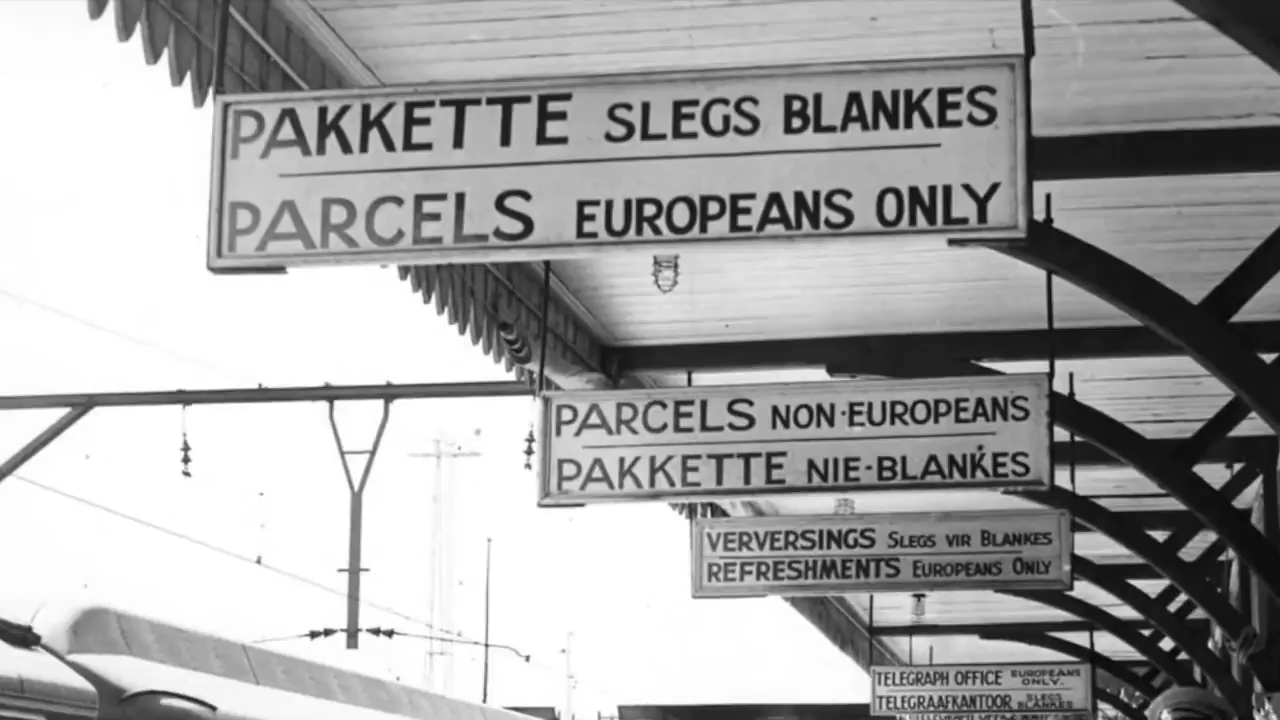 PAKKETTE SLEGS BLANKES
PARCELS EUROPEANS ONLY
PARCELS NON-EUROPEANS
PAKKETTE NIE-BLANKES
VERVERSINGS SLEGS VIR BLANKES
REFRESHMENTS EUROPEANS ONLY
TELEGRAPH OFFICE EUROPEANS ONLY.
TELEGRAAFKANTOOR SLEGS BLANKES